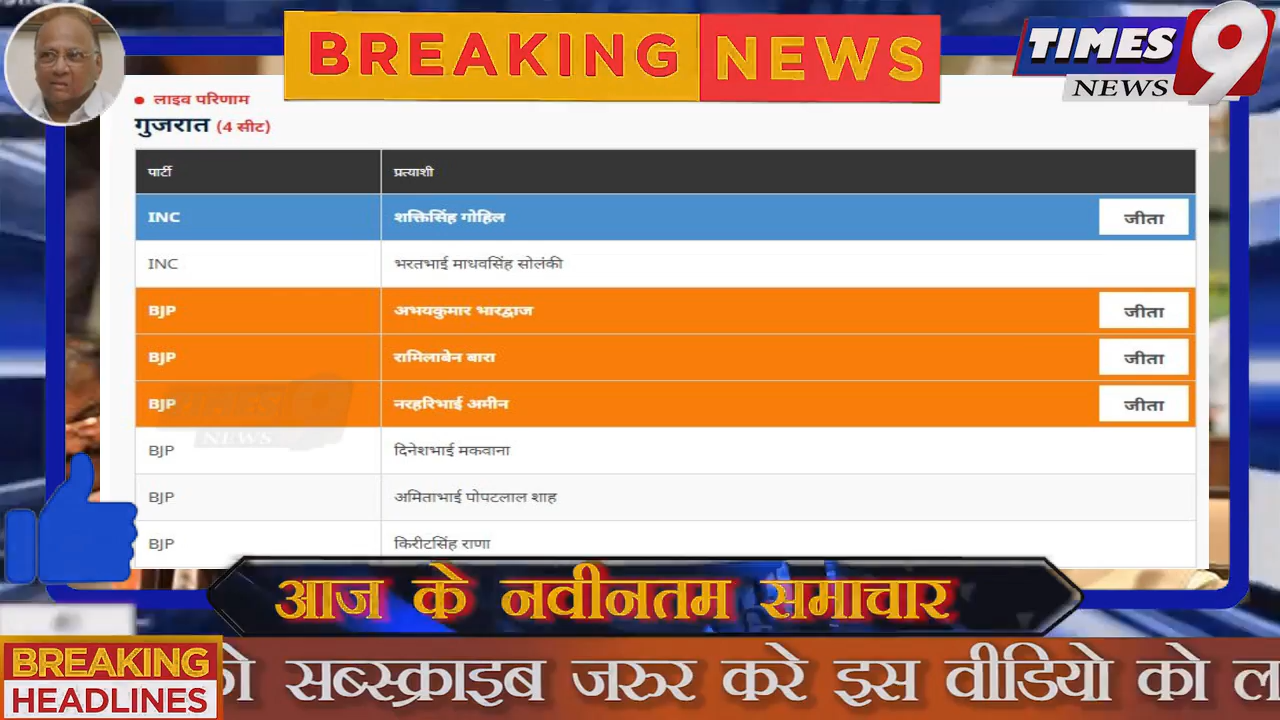 BREAKING NEWS
TIMES 9
NEWS
लाइव परिणाम
गुजरात (4 सीट)
पार्टी प्रत्याशी
INC शक्तिसिंह गोहिल जीता
INC भरतभाई माधवसिंह सोलंकी
BJP अभयकुमार भारद्वाज जीता
BJP रामिलाबेन बारा जीता
BJP नरहरिभाई अमीन जीता
NEWS
BJP दिनेशभाई मकवाना
BJP अमिताभाई पोपटलाल शाह
BJP किरीटसिंह राणा
आज के नवीनतम समाचार
BREAKING
HEADLINES
को सब्स्क्राइब जरुर करे इस वीडियो को ल